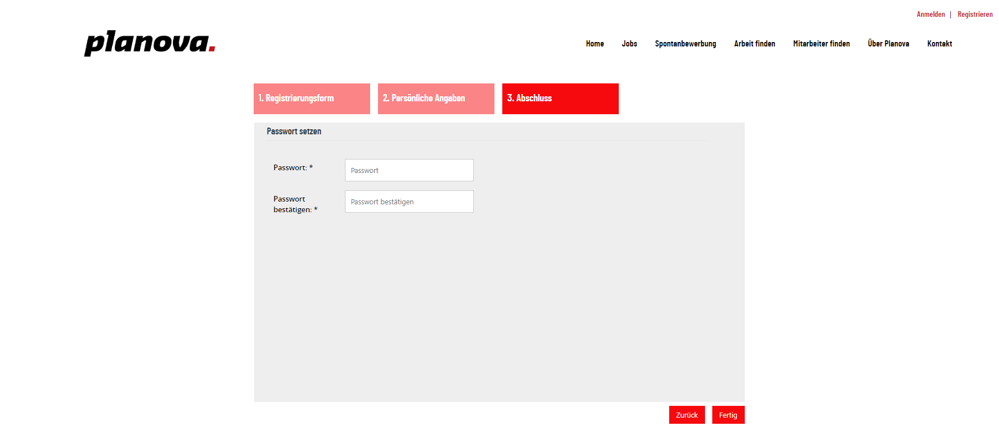 Anmelden | Registrieren
planova.
Home Jobs Spontanbewerbung Arbeit finden Mitarbeiter finden Über Planova Kontakt
1. Registrierungsform 2. Persönliche Angaben 3. Abschluss
Passwort setzen
Passwort: * Passwort
Passwort
bestätigen: * Passwort bestätigen
Zurück Fertig